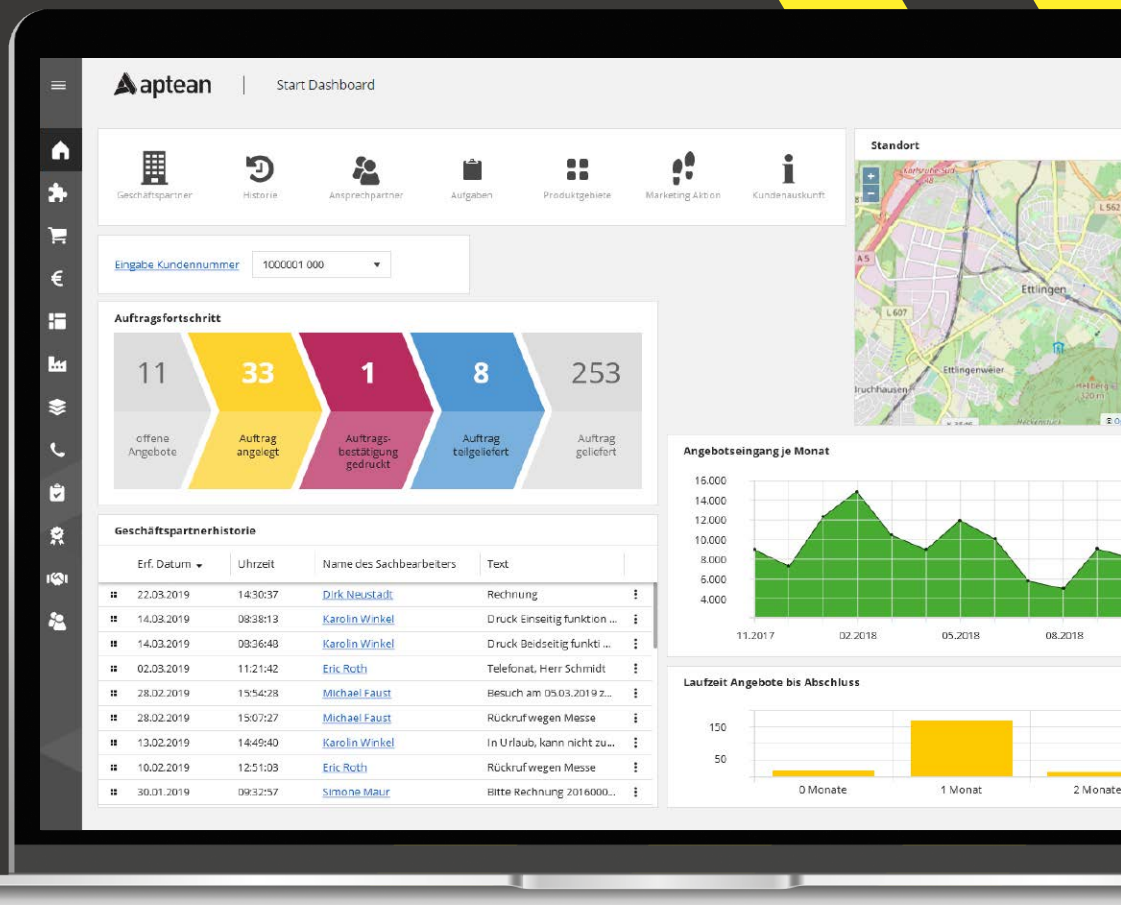 aptean
Start Dashboard
Geschäftspartner
Historie
Ansprechpartner
Aufgaben
Produktgebiete
Marketing Aktion
Kundenauskunft
Eingabe Kundennummer
1000001 000
Auftragsfortschritt
11
33
1
8
253
offene
Angebote
Auftrag
angelegt
Auftrags-
bestätigung
gedruckt
Auftrag
teilgeliefert
Auftrag
geliefert
Geschäftspartnerhistorie
Erf. Datum Uhrzeit Name des Sachbearbeiters Text
22.03.2019 14:30:37 Dirk Neustadt Rechnung
14.03.2019 08:38:13 Karolin Winkel Druck Einseitig funktion ...
14.03.2019 08:36:48 Karolin Winkel Druck Beidseitig funkti ...
02.03.2019 11:21:42 Eric Roth Telefonat, Herr Schmidt
28.02.2019 15:54:28 Michael Faust Besuch am 05.03.2019 z...
28.02.2019 15:07:27 Michael Faust Rückruf wegen Messe
13.02.2019 14:49:40 Karolin Winkel In Urlaub, kann nicht zu...
10.02.2019 12:51:03 Eric Roth Rückruf wegen Messe
30.01.2019 09:32:57 Simone Maur Bitte Rechnung 2016000...
Standort
+
-
Karlsruhe-Süd
48
L 562
A 5
Ettlingen
L 607
Ettlingenweier
Bruchhausen
320 m
Angebotseingang je Monat
16.000
14.000
12.000
10.000
8.000
6.000
4.000
11.2017
02.2018
05.2018
08.2018
Laufzeit Angebote bis Abschluss
150
50
0 Monate
1 Monat
2 Monate